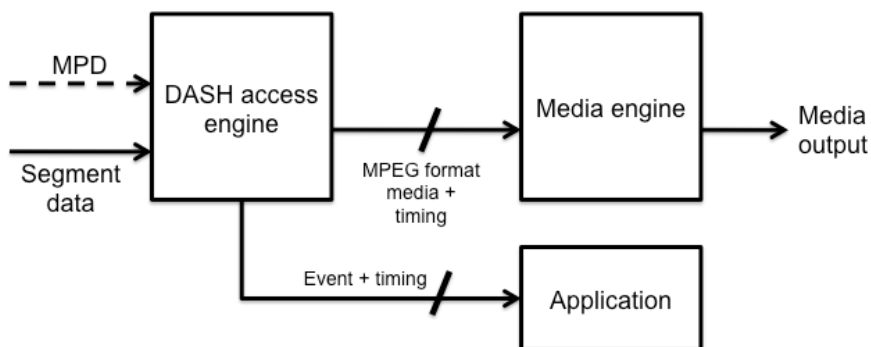 MPD
DASH access
engine
Segment
data
MPEG format
media +
timing
Media engine
Media
output
Event + timing
Application